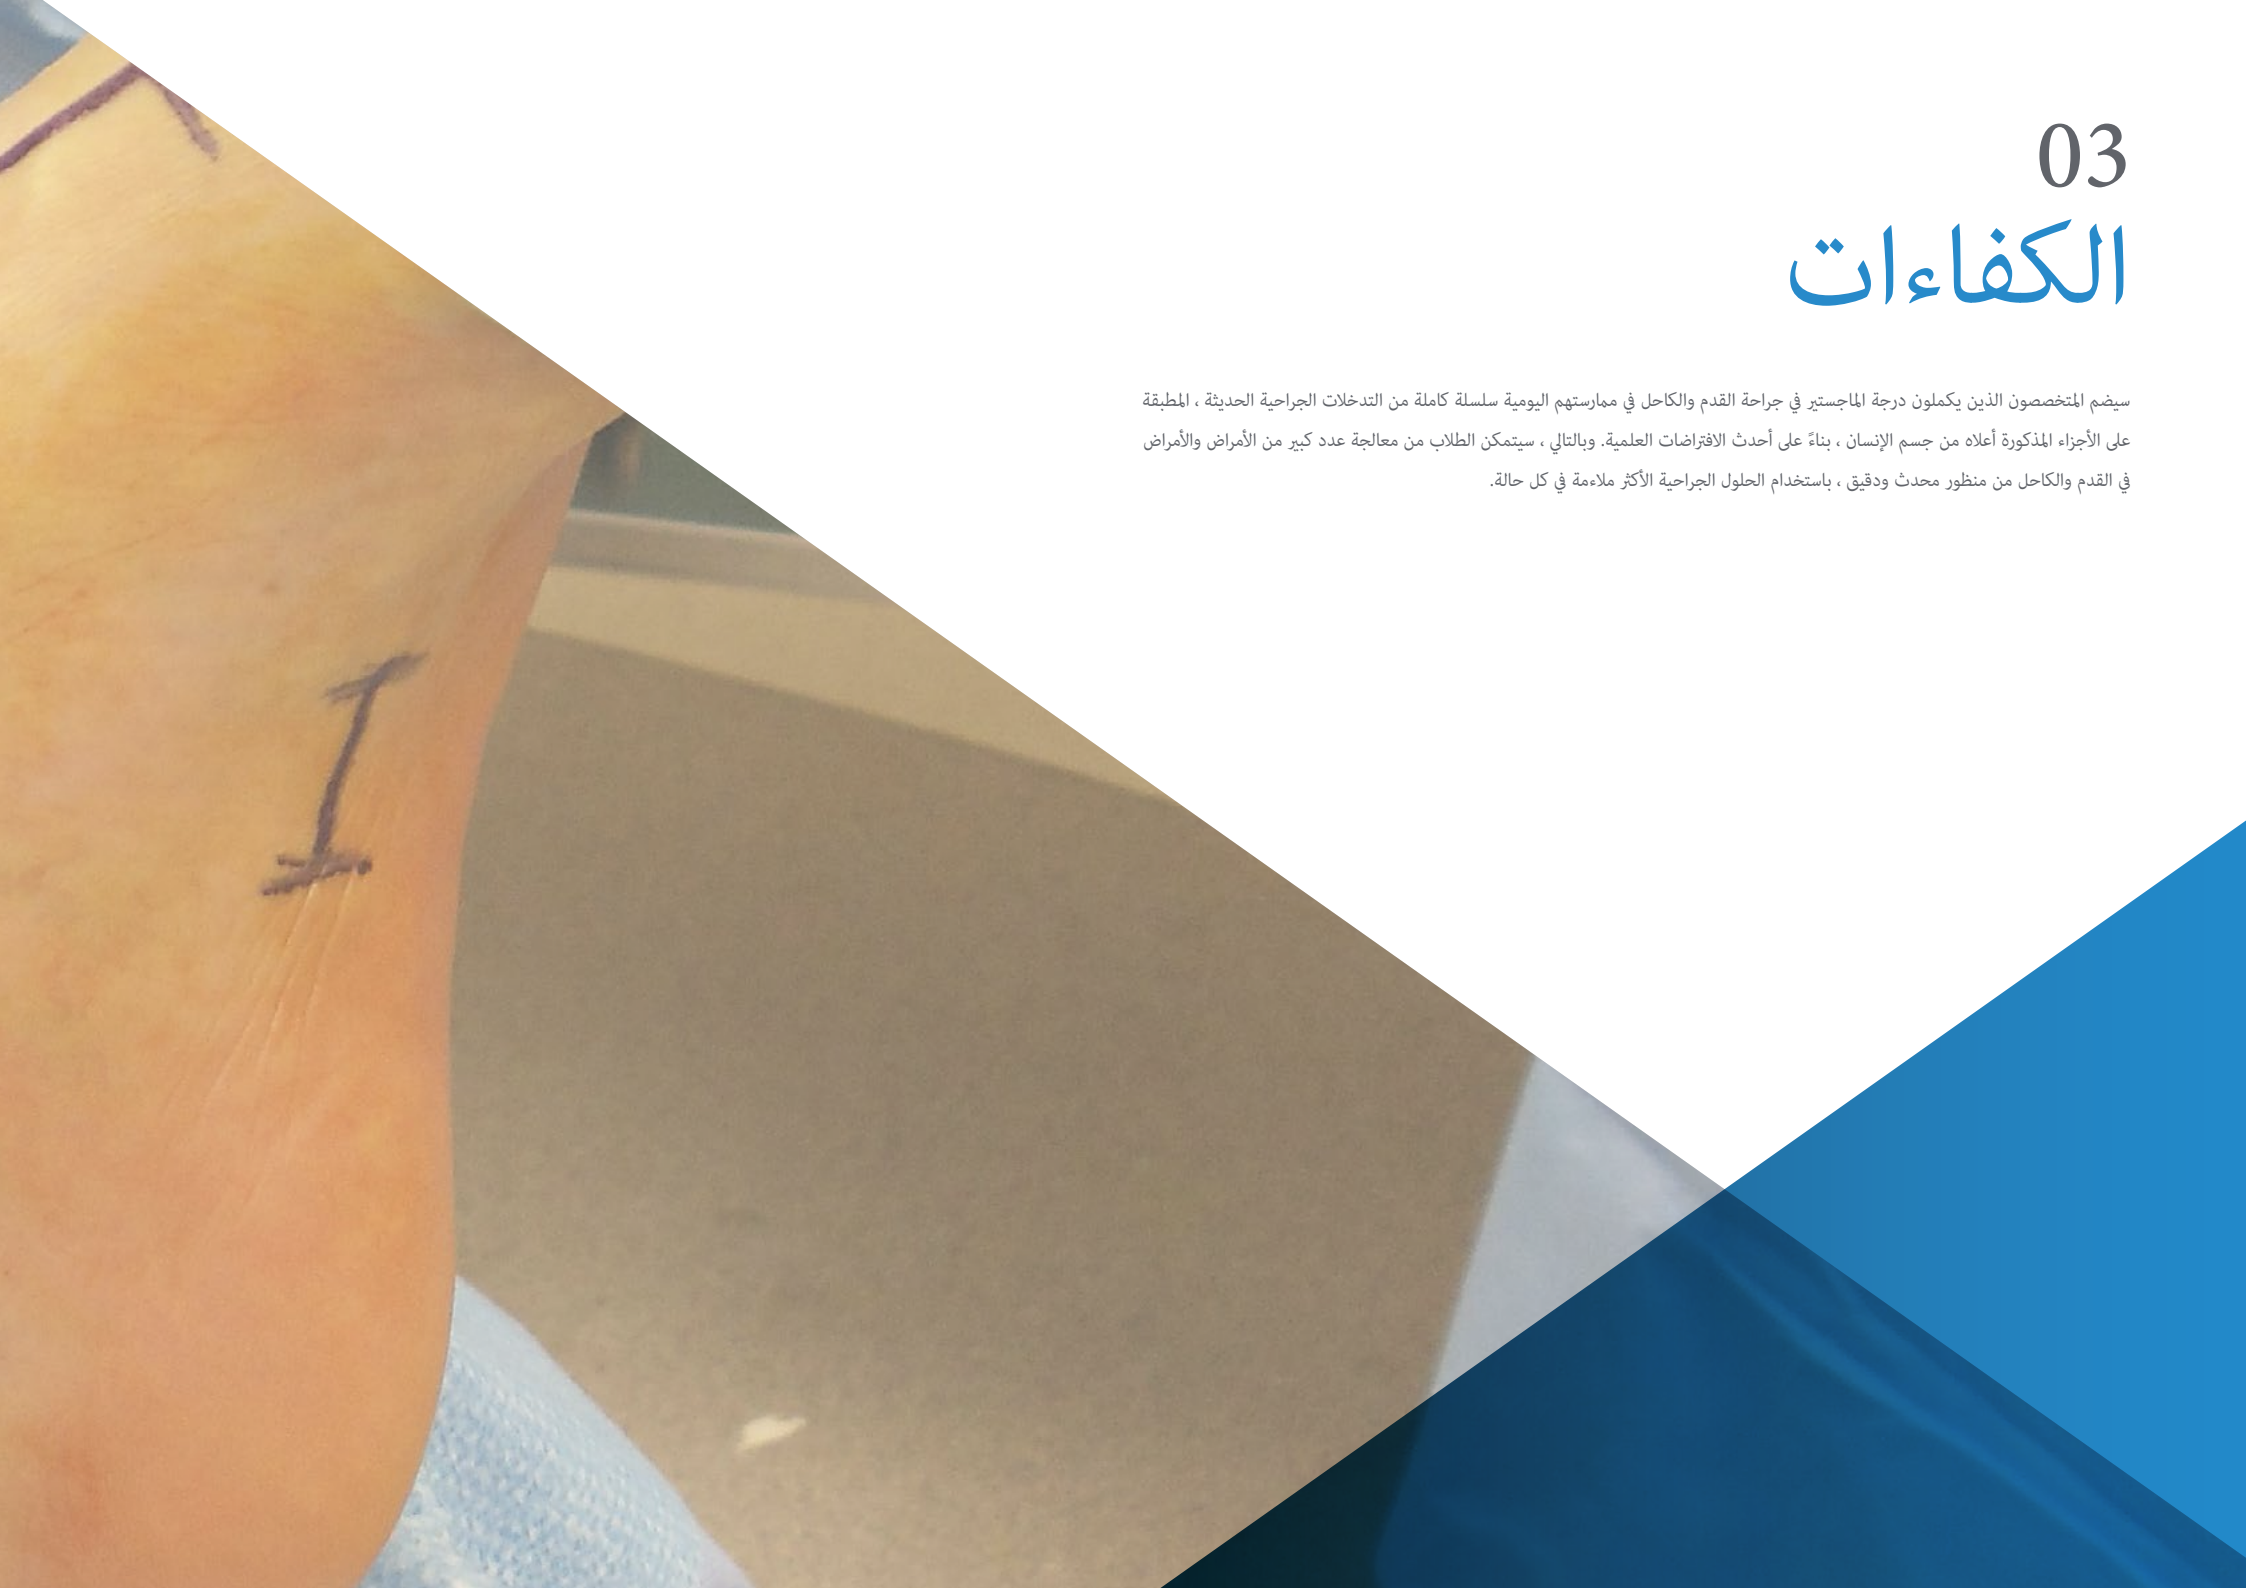 03
الكفاءات
سيضم المتخصصون الذين يكملون درجة الماجستير في جراحة القدم والكاحل في ممارستهم اليومية سلسلة كاملة من التدخلات الجراحية الحديثة ، المطبقة
على الأجزاء المذكورة أعلاه من جسم الإنسان ، بناءً على أحدث الافتراضات العلمية. وبالتالي ، سيتمكن الطلاب من معالجة عدد كبير من الأمراض والأمراض
في القدم والكاحل من منظور محدث ودقيق ، باستخدام الحلول الجراحية الأكثر ملاءمة في كل حالة.